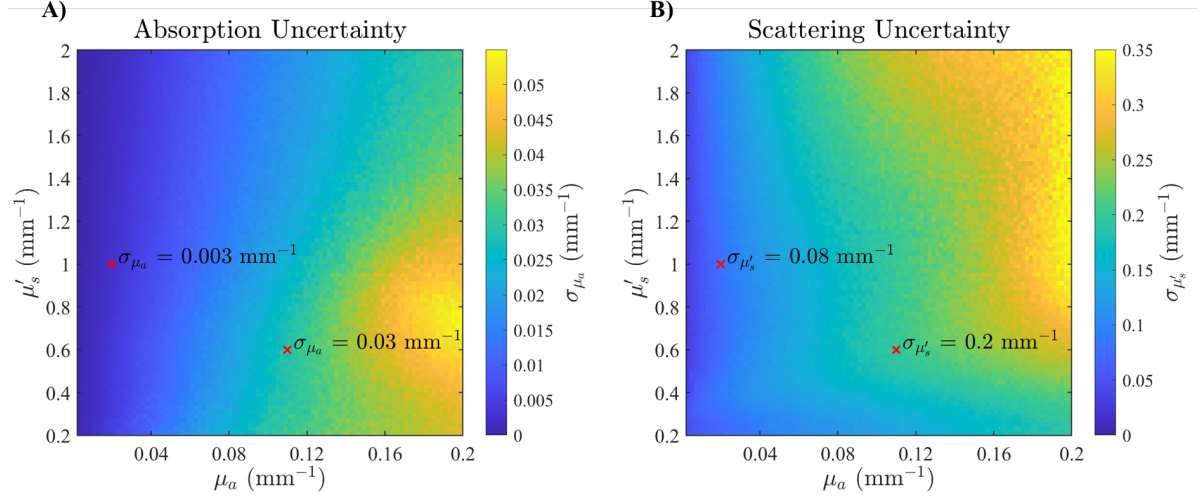 A)
Absorption Uncertainty
2
1.8
1.6
1.4
1.2
1
0.8
0.6
0.4
0.2
μ′s (mm−1)
σμa = 0.003 mm−1
σμa = 0.03 mm−1
0.04 0.08 0.12 0.16 0.2
μa (mm−1)
0.05
0.045
0.04
0.035
0.03
0.025
0.02
0.015
0.01
0.005
0
σμa (mm−1)
B)
Scattering Uncertainty
2
1.8
1.6
1.4
1.2
1
0.8
0.6
0.4
0.2
μ′s (mm−1)
σμ′s = 0.08 mm−1
σμ′s = 0.2 mm−1
0.04 0.08 0.12 0.16 0.2
μa (mm−1)
0.35
0.3
0.25
0.2
0.15
0.1
0.05
0
σμ′s (mm−1)